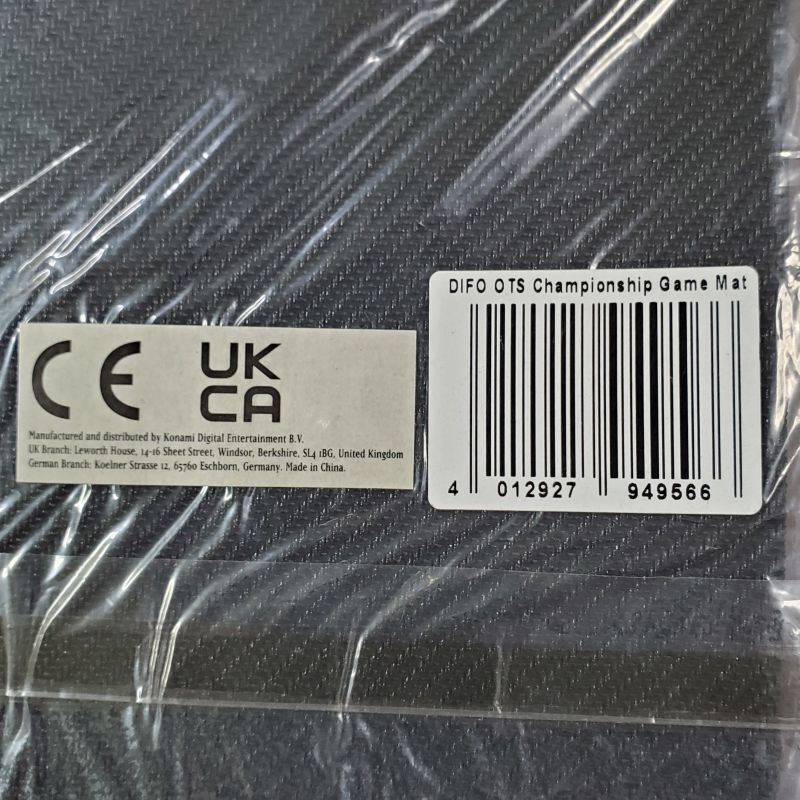 CE
UK
CA
Manufactured and distributed by Konami Digital Entertainment B.V.
UK Branch: Leworth House, 14-16 Sheet Street, Windsor, Berkshire, SL4 1BG, United Kingdom
German Branch: Koelner Strasse 12, 65760 Eschborn, Germany. Made in China.
DIFO OTS Championship Game Mat
4 012927 949566